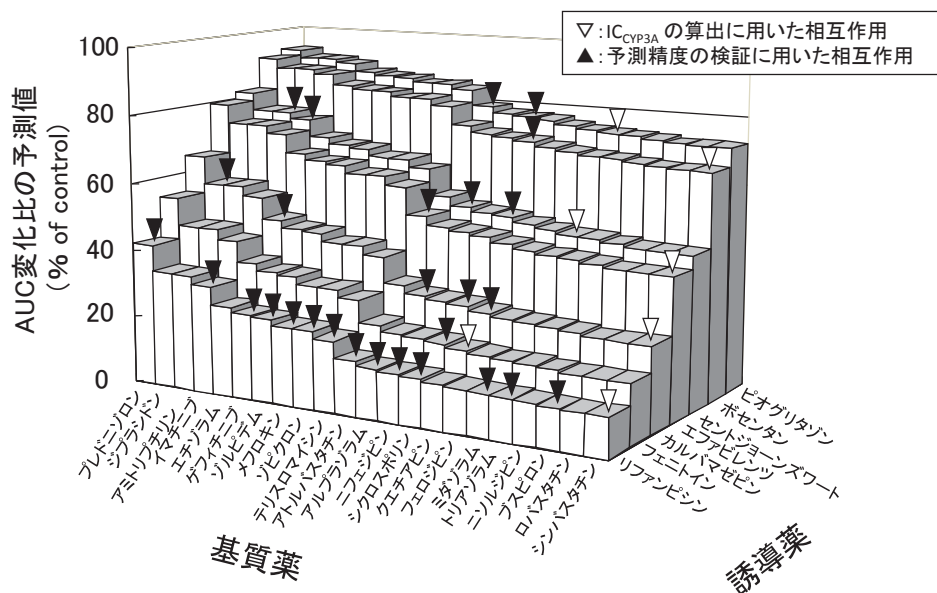 ▽:IC CYP3A の算出に用いた相互作用
▲:予測精度の検証に用いた相互作用
AUC変化比の予測値
(% of control)
100
80
60
40
20
0
プレドニゾロン
ジプラシドン
アミトリプチリン
イマチニブ
エチゾラム
ゲフィチニブ
ゾルピデム
メフロキン
ゾピクロン
テリスロマイシン
アトルバスタチン
アルプラゾラム
ニフェジピン
シクロスポリン
クエチアピン
フェロジピン
ミダゾラム
トリアゾラム
ニソルジピン
ブスピロン
ロバスタチン
シンバスタチン
基質薬
ピオグリタゾン
ボセンタン
セントジョーンズワート
エファビレンツ
カルバマゼピン
フェニトイン
リファンピシン
誘導薬